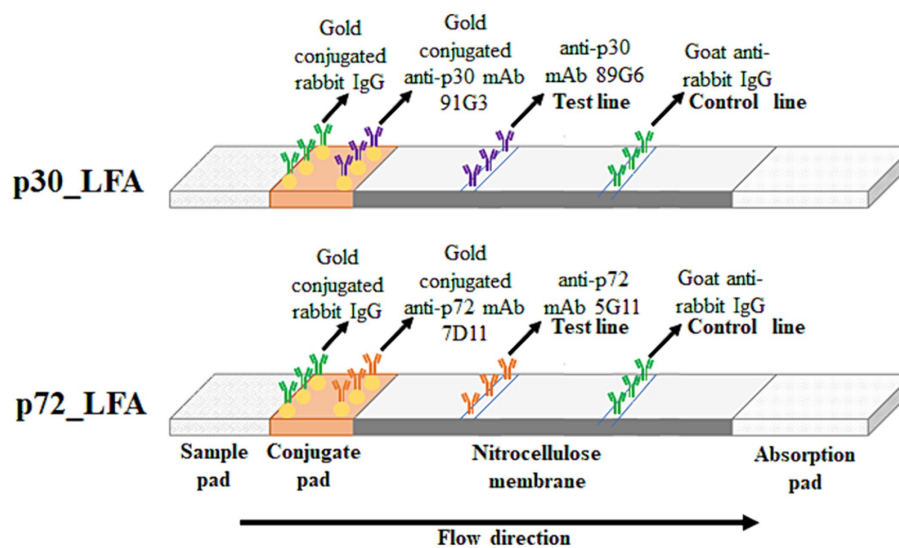 Gold
conjugated
rabbit IgG
Gold
conjugated
anti-p30 mAb
91G3
anti-p30
mAb 89G6
Test line
Goat anti-
rabbit IgG
Control line
p30_LFA
Gold
conjugated
rabbit IgG
Gold
conjugated
anti-p72 mAb
7D11
anti-p72
mAb 5G11
Test line
Goat anti-
rabbit IgG
Control line
p72_LFA
Sample
pad
Conjugate
pad
Nitrocellulose
membrane
Absorption
pad
Flow direction